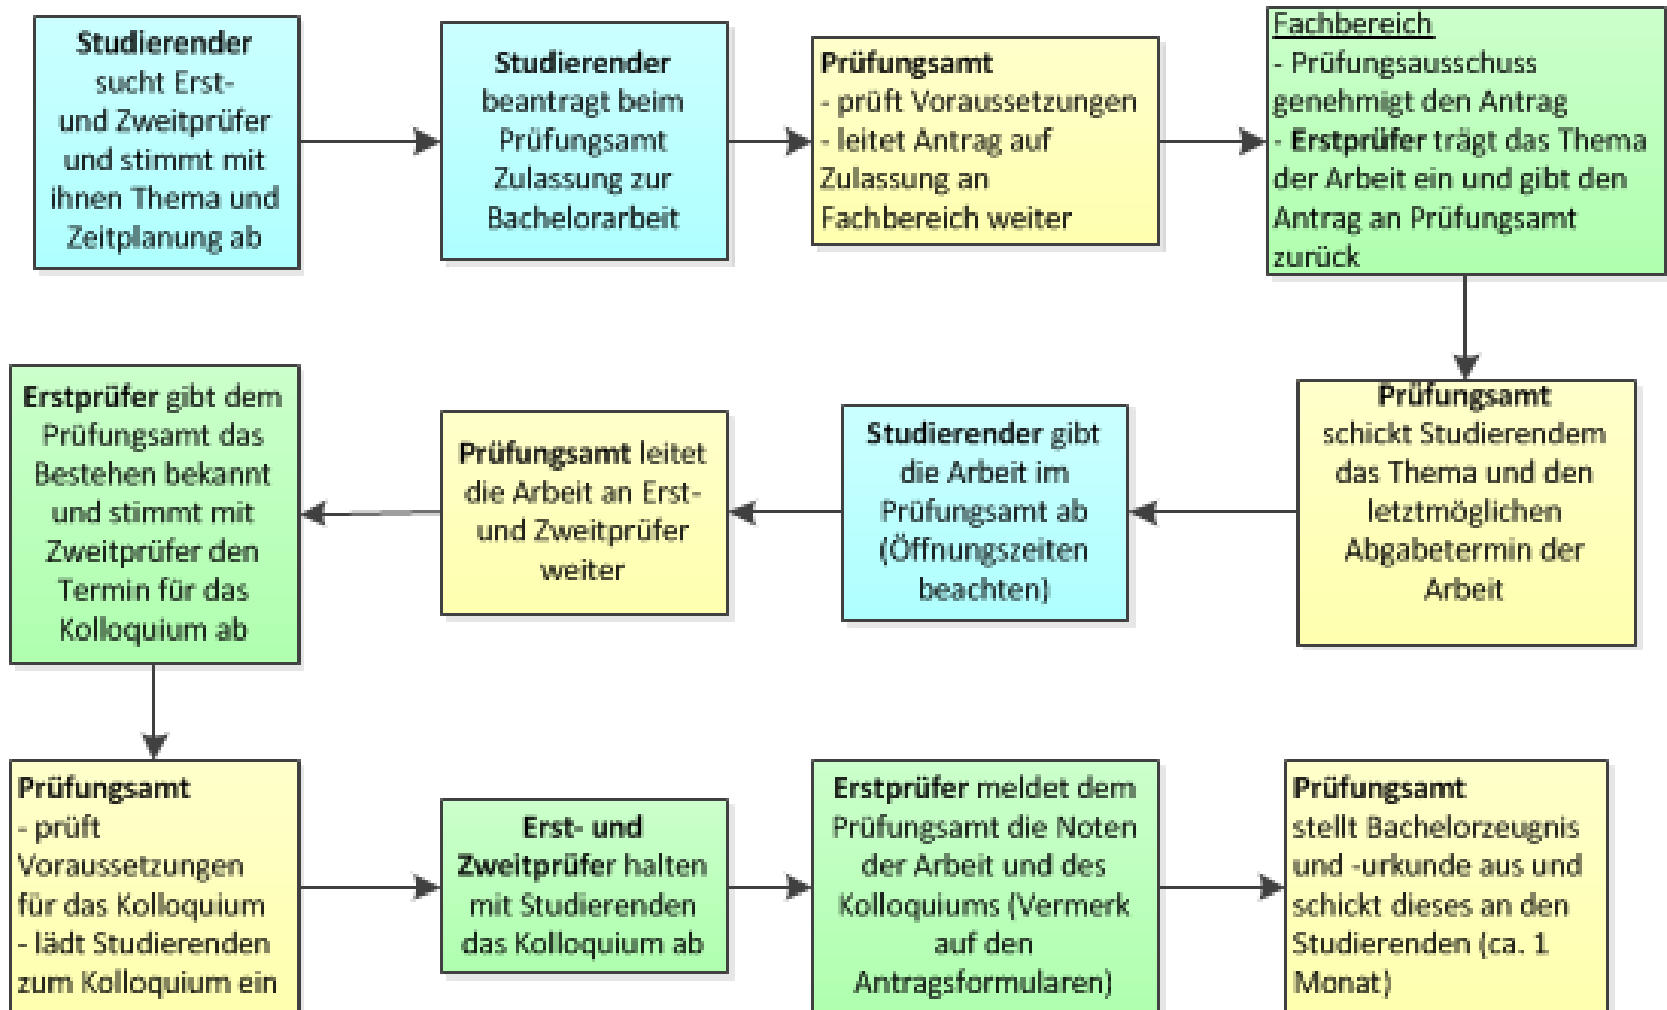 Studierender
sucht Erst-
und Zweitprüfer
und stimmt mit
ihnen Thema und
Zeitplanung ab
Studierender
beantragt beim
Prüfungsamt
Zulassung zur
Bachelorarbeit
Prüfungsamt
- prüft Voraussetzungen
- leitet Antrag auf
Zulassung an
Fachbereich weiter
Fachbereich
- Prüfungsausschuss
genehmigt den Antrag
- Erstprüfer trägt das Thema
der Arbeit ein und gibt den
Antrag an Prüfungsamt
zurück
Prüfungsamt
schickt Studierendem
das Thema und den
letztmöglichen
Abgabetermin der
Arbeit
Studierender gibt
die Arbeit im
Prüfungsamt ab
(Öffnungszeiten
beachten)
Prüfungsamt leitet
die Arbeit an Erst-
und Zweitprüfer
weiter
Erstprüfer gibt dem
Prüfungsamt das
Bestehen bekannt
und stimmt mit
Zweitprüfer den
Termin für das
Kolloquium ab
Prüfungsamt
- prüft
Voraussetzungen
für das Kolloquium
- lädt Studierenden
zum Kolloquium ein
Erst- und
Zweitprüfer halten
mit Studierenden
das Kolloquium ab
Erstprüfer meldet dem
Prüfungsamt die Noten
der Arbeit und des
Kolloquiums (Vermerk
auf den
Antragsformularen)
Prüfungsamt
stellt Bachelorzeugnis
und -urkunde aus und
schickt dieses an den
Studierenden (ca. 1
Monat)